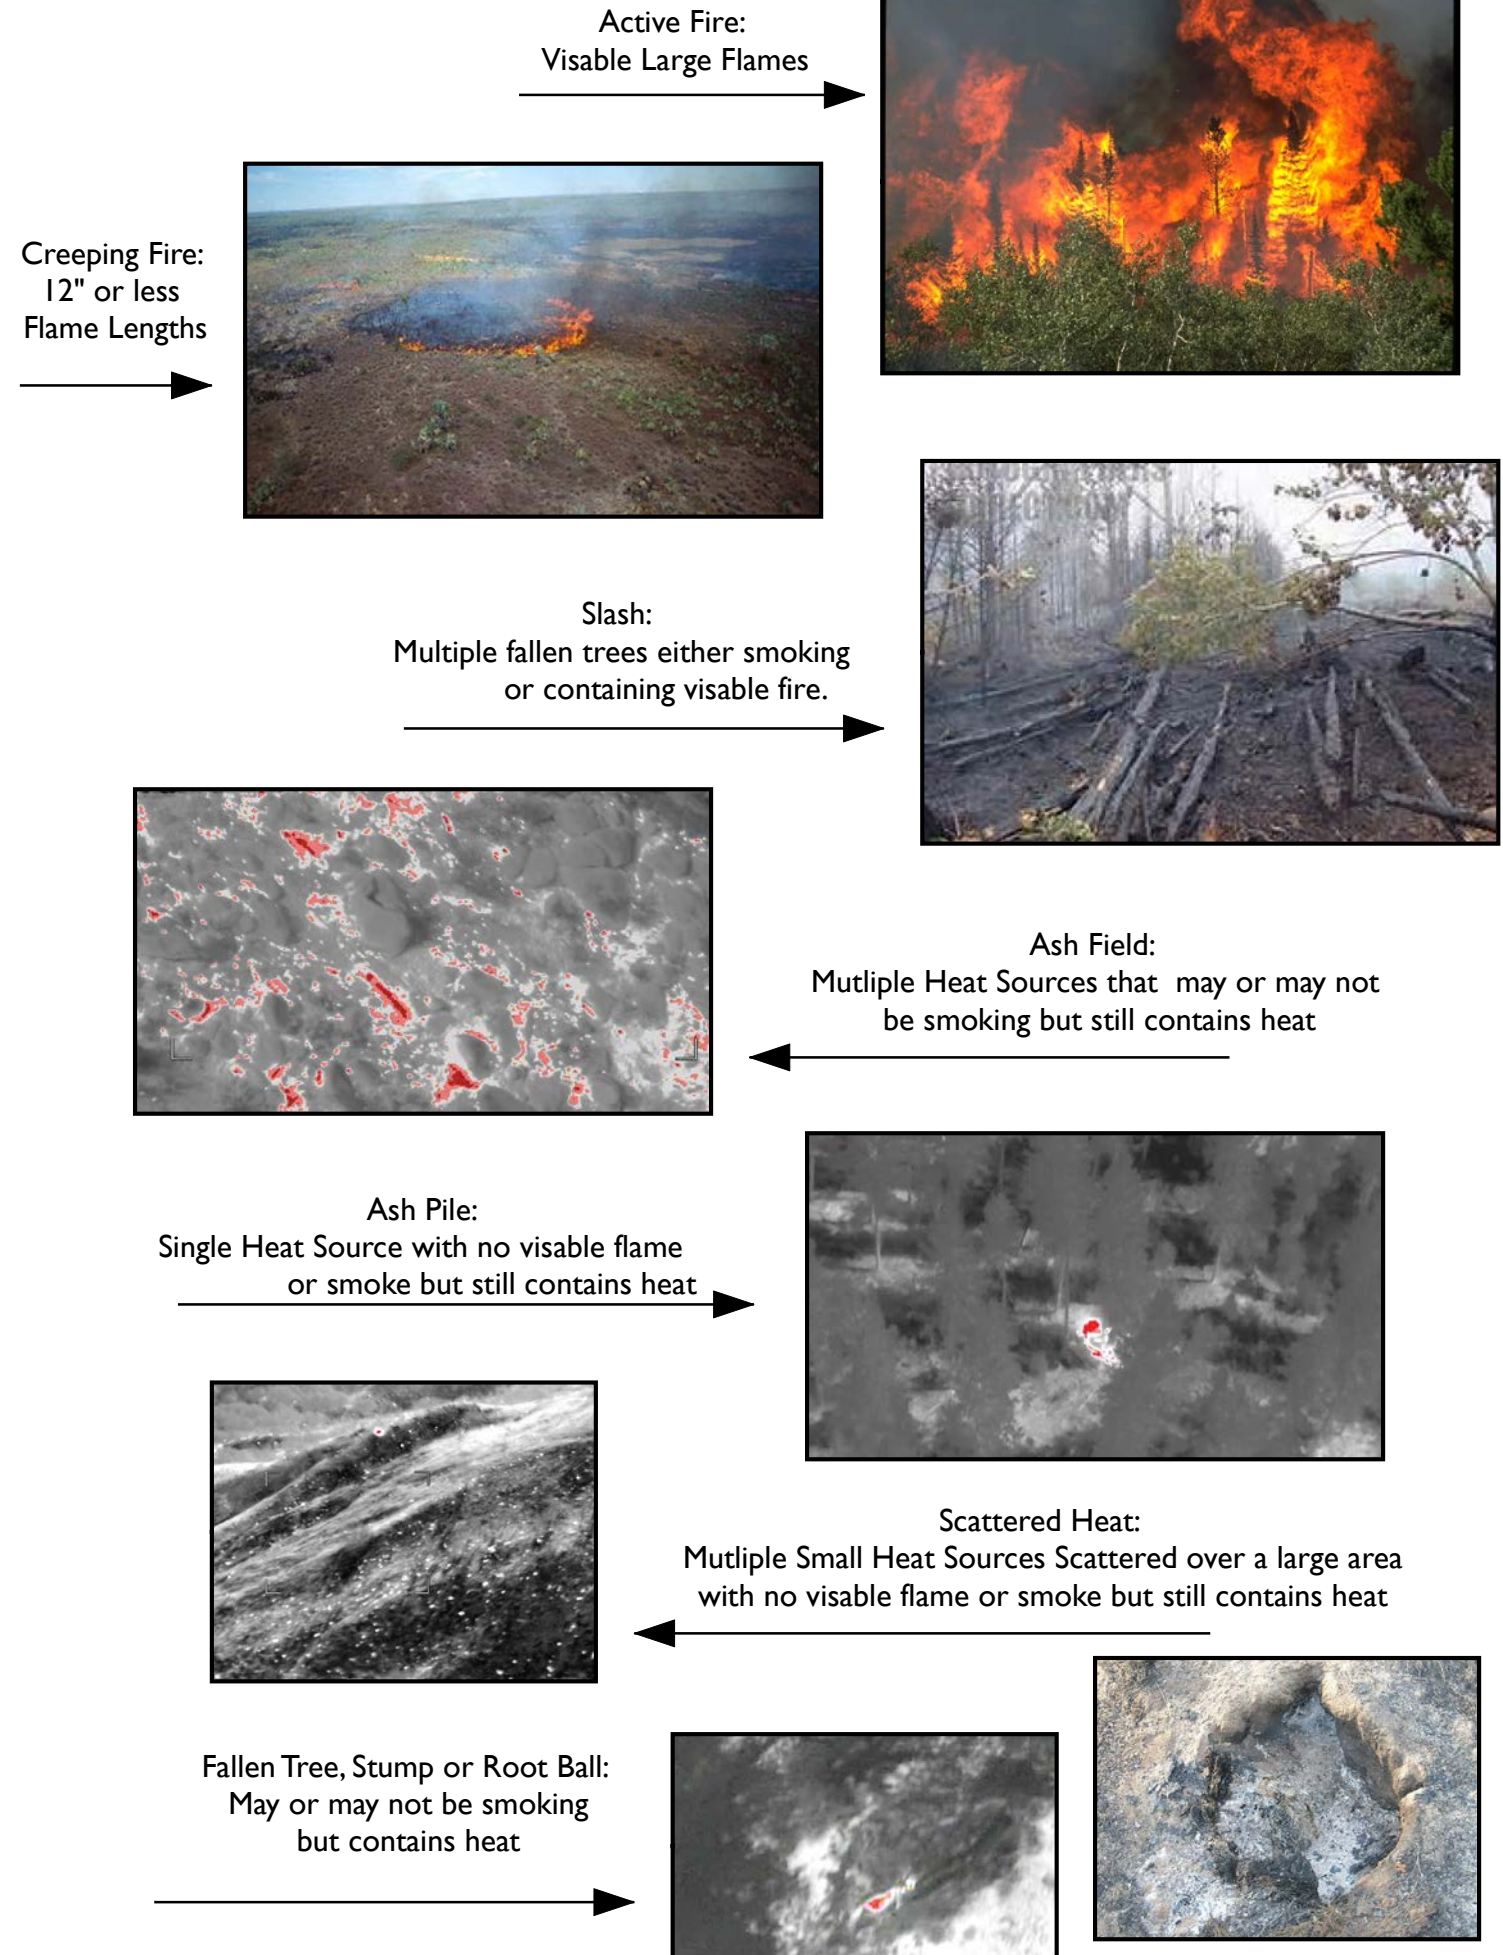 Active Fire:
Visable Large Flames
Creeping Fire:
12" or less
Flame Lengths
Slash:
Multiple fallen trees either smoking
or containing visable fire.
Ash Field:
Mutliple Heat Sources that may or may not
be smoking but still contains heat
Ash Pile:
Single Heat Source with no visable flame
or smoke but still contains heat
Scattered Heat:
Mutliple Small Heat Sources Scattered over a large area
with no visable flame or smoke but still contains heat
Fallen Tree, Stump or Root Ball:
May or may not be smoking
but contains heat